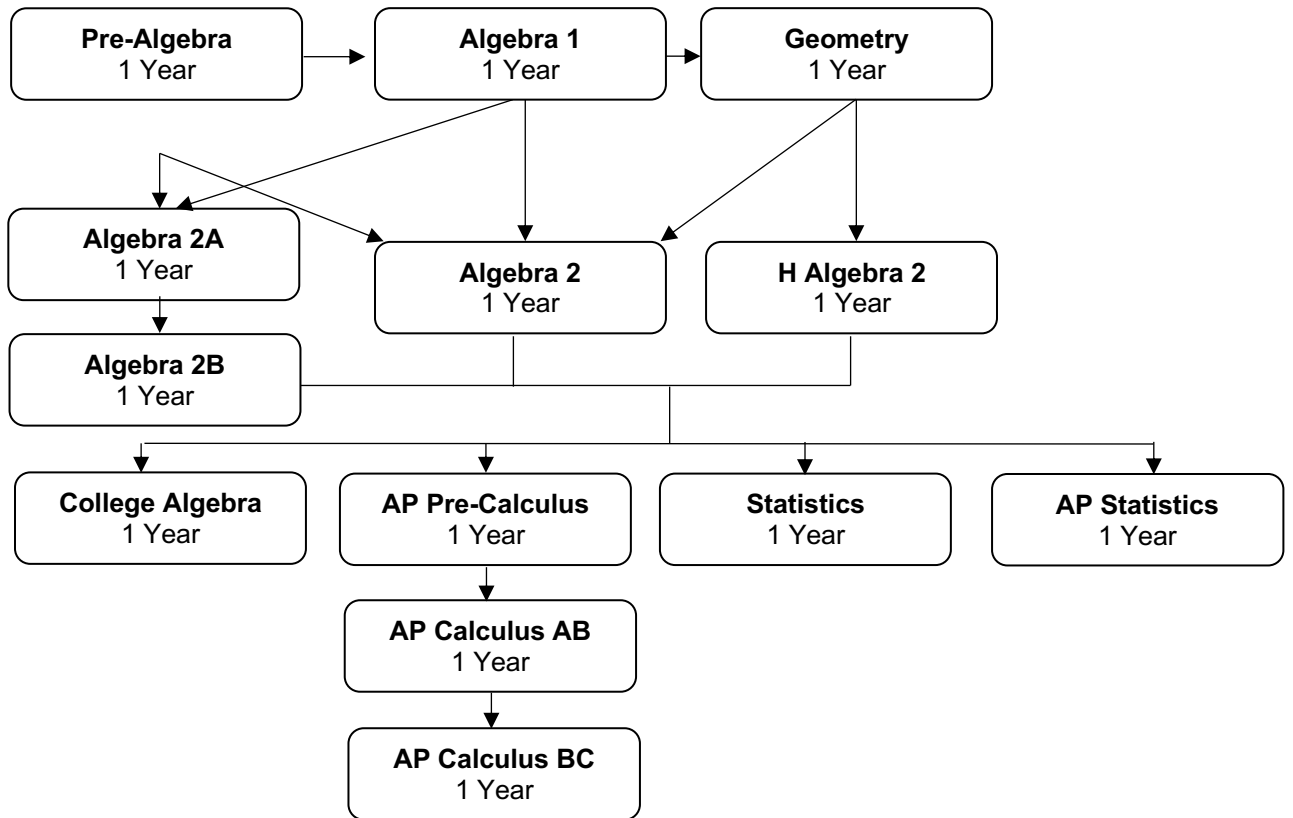 Pre-Algebra
1 Year
Algebra 1
1 Year
Geometry
1 Year
Algebra 2A
1 Year
Algebra 2
1 Year
H Algebra 2
1 Year
Algebra 2B
1 Year
College Algebra
1 Year
AP Pre-Calculus
1 Year
Statistics
1 Year
AP Statistics
1 Year
AP Calculus AB
1 Year
AP Calculus BC
1 Year